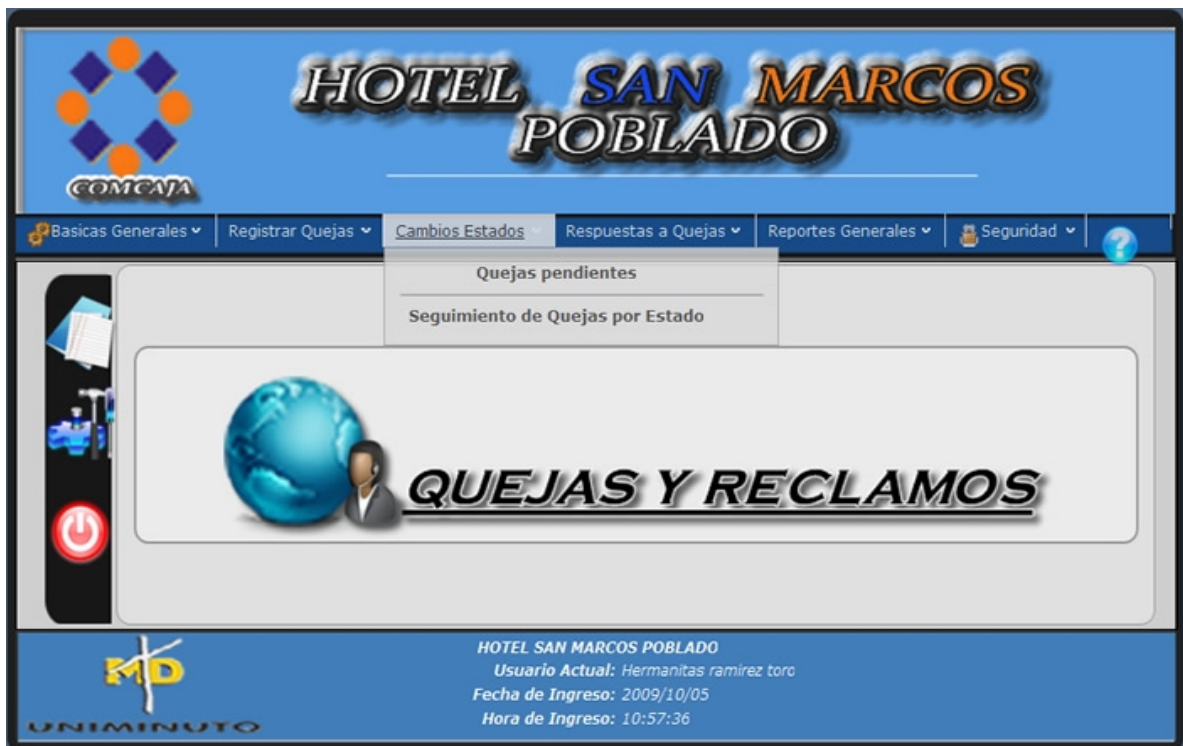 HOTEL SAN MARCOS
POBLADO
COMCAJA
Basicas Generales Registrar Quejas Cambios Estados Respuestas a Quejas Reportes Generales Seguridad ?
Quejas pendientes
Seguimiento de Quejas por Estado
QUEJAS Y RECLAMOS
MD
UNIMINUTO
HOTEL SAN MARCOS POBLADO
Usuario Actual: Hermanitas ramirez toro
Fecha de Ingreso: 2009/10/05
Hora de Ingreso: 10:57:36